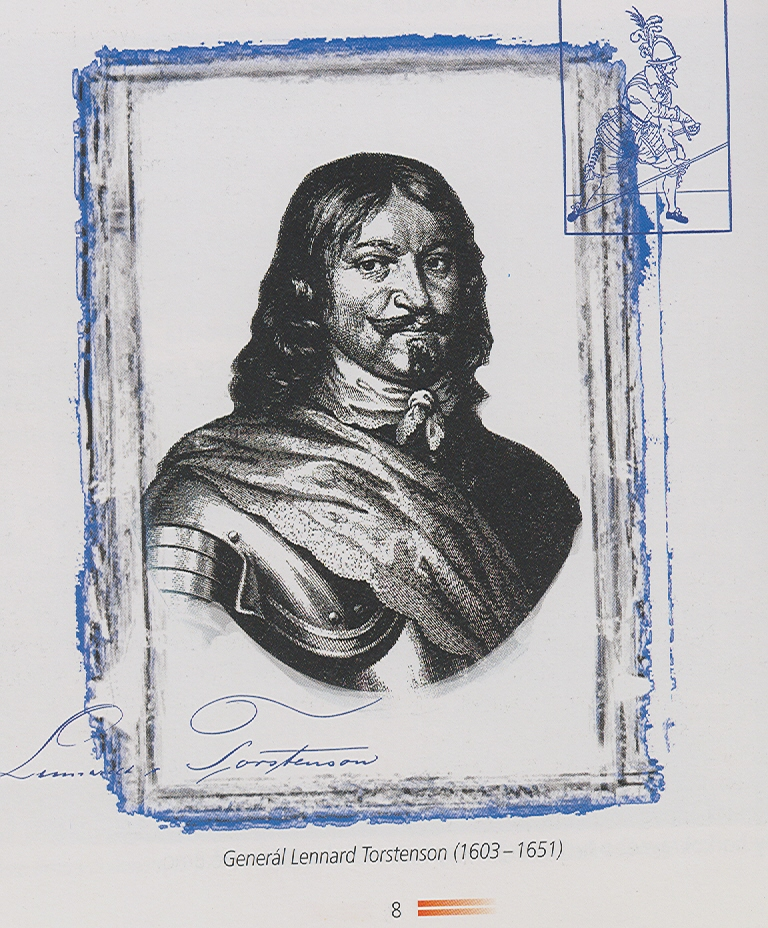 Torstenson
Generál Lennard Torstenson (1603–1651)
8